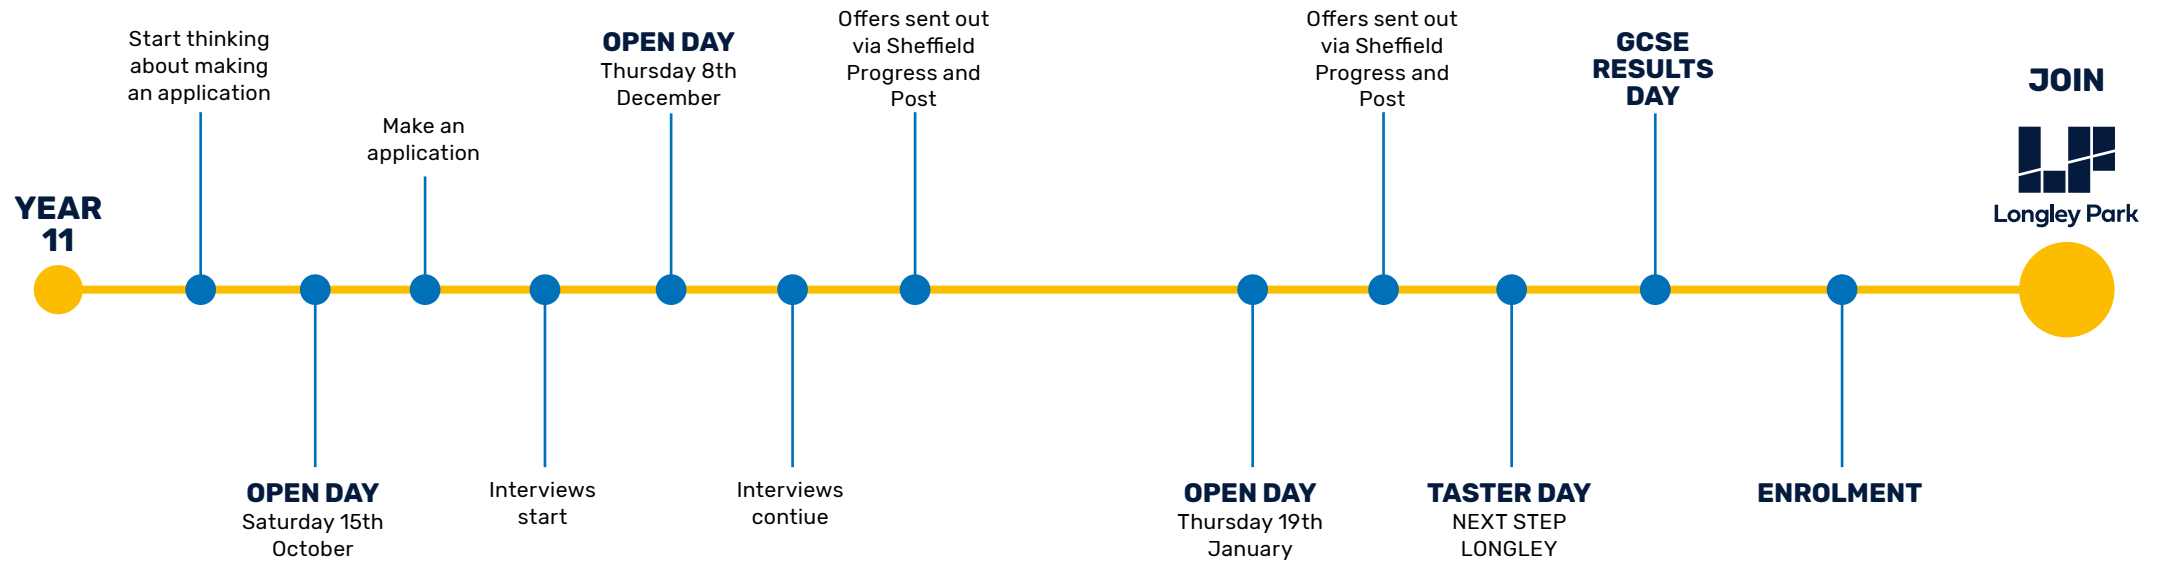 YEAR
11
Start thinking
about making
an application
OPEN DAY
Saturday 15th
October
Make an
application
Interviews
start
OPEN DAY
Thursday 8th
December
Interviews
contiue
Offers sent out
via Sheffield
Progress and
Post
OPEN DAY
Thursday 19th
January
Offers sent out
via Sheffield
Progress and
Post
TASTER DAY
NEXT STEP
LONGLEY
GCSE
RESULTS
DAY
ENROLMENT
JOIN
LP
Longley Park